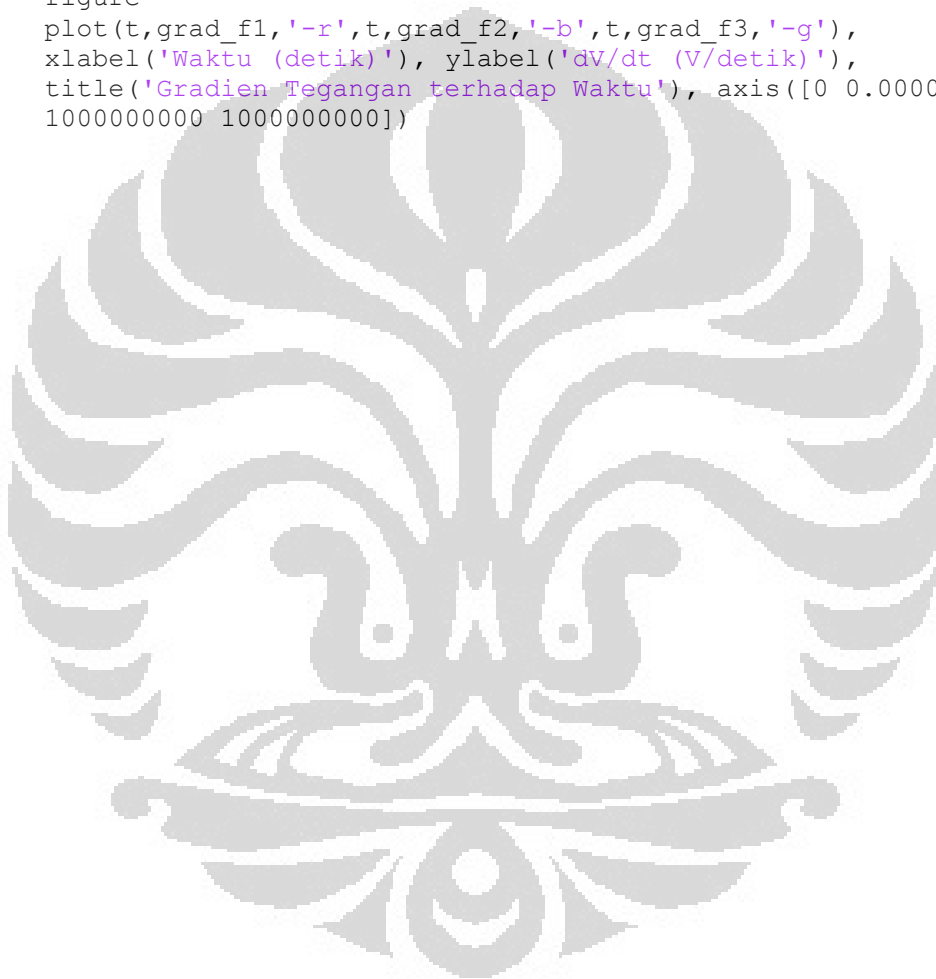 figure
plot(t,grad_f1,'-r',t,grad_f2,'-b',t,grad_f3,'-g'),
xlabel('Waktu (detik)'), ylabel('dV/dt (V/detik)'),
title('Gradien Tegangan terhadap Waktu'), axis([0 0.0000
1000000000 1000000000])